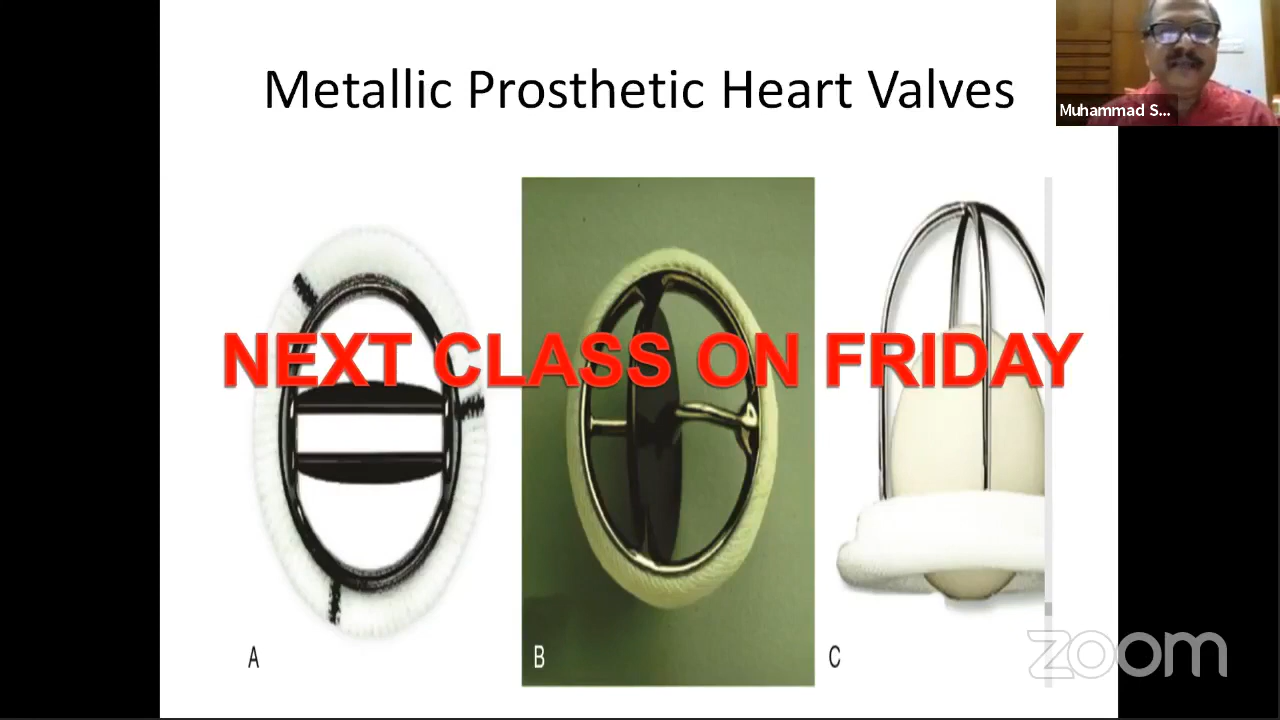 Metallic Prosthetic Heart Valves
Muhammad S...
NEXT CLASS ON FRIDAY
A
B
C
zoom